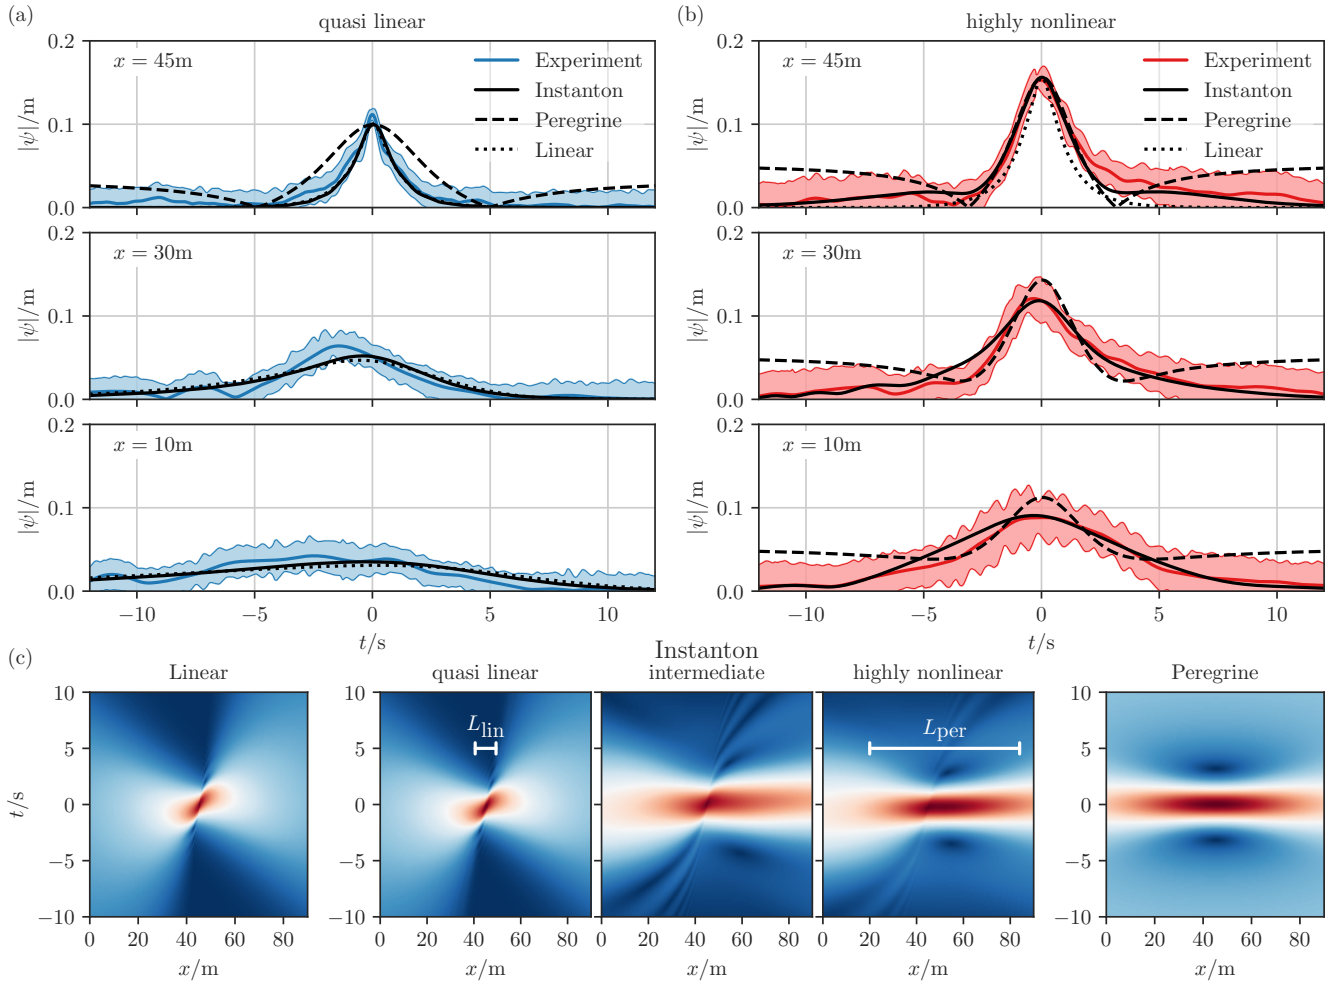 (a)
quasi linear
x = 45m
Experiment
Instanton
Peregrine
Linear
|ψ|/m
0.2
0.1
0.0
x = 30m
|ψ|/m
0.2
0.1
0.0
x = 10m
|ψ|/m
0.2
0.1
0.0
−10 −5 0 5 10
t/s
(b)
highly nonlinear
x = 45m
Experiment
Instanton
Peregrine
Linear
|ψ|/m
0.2
0.1
0.0
x = 30m
|ψ|/m
0.2
0.1
0.0
x = 10m
|ψ|/m
0.2
0.1
0.0
−10 −5 0 5 10
t/s
(c)
Instanton
Linear
quasi linear
intermediate
highly nonlinear
Peregrine
t/s
10
5
0
−5
−10
0 20 40 60 80
x/m
L_lin
0 20 40 60 80
x/m
0 20 40 60 80
x/m
L_per
0 20 40 60 80
x/m
10
5
0
−5
−10
0 20 40 60 80
x/m